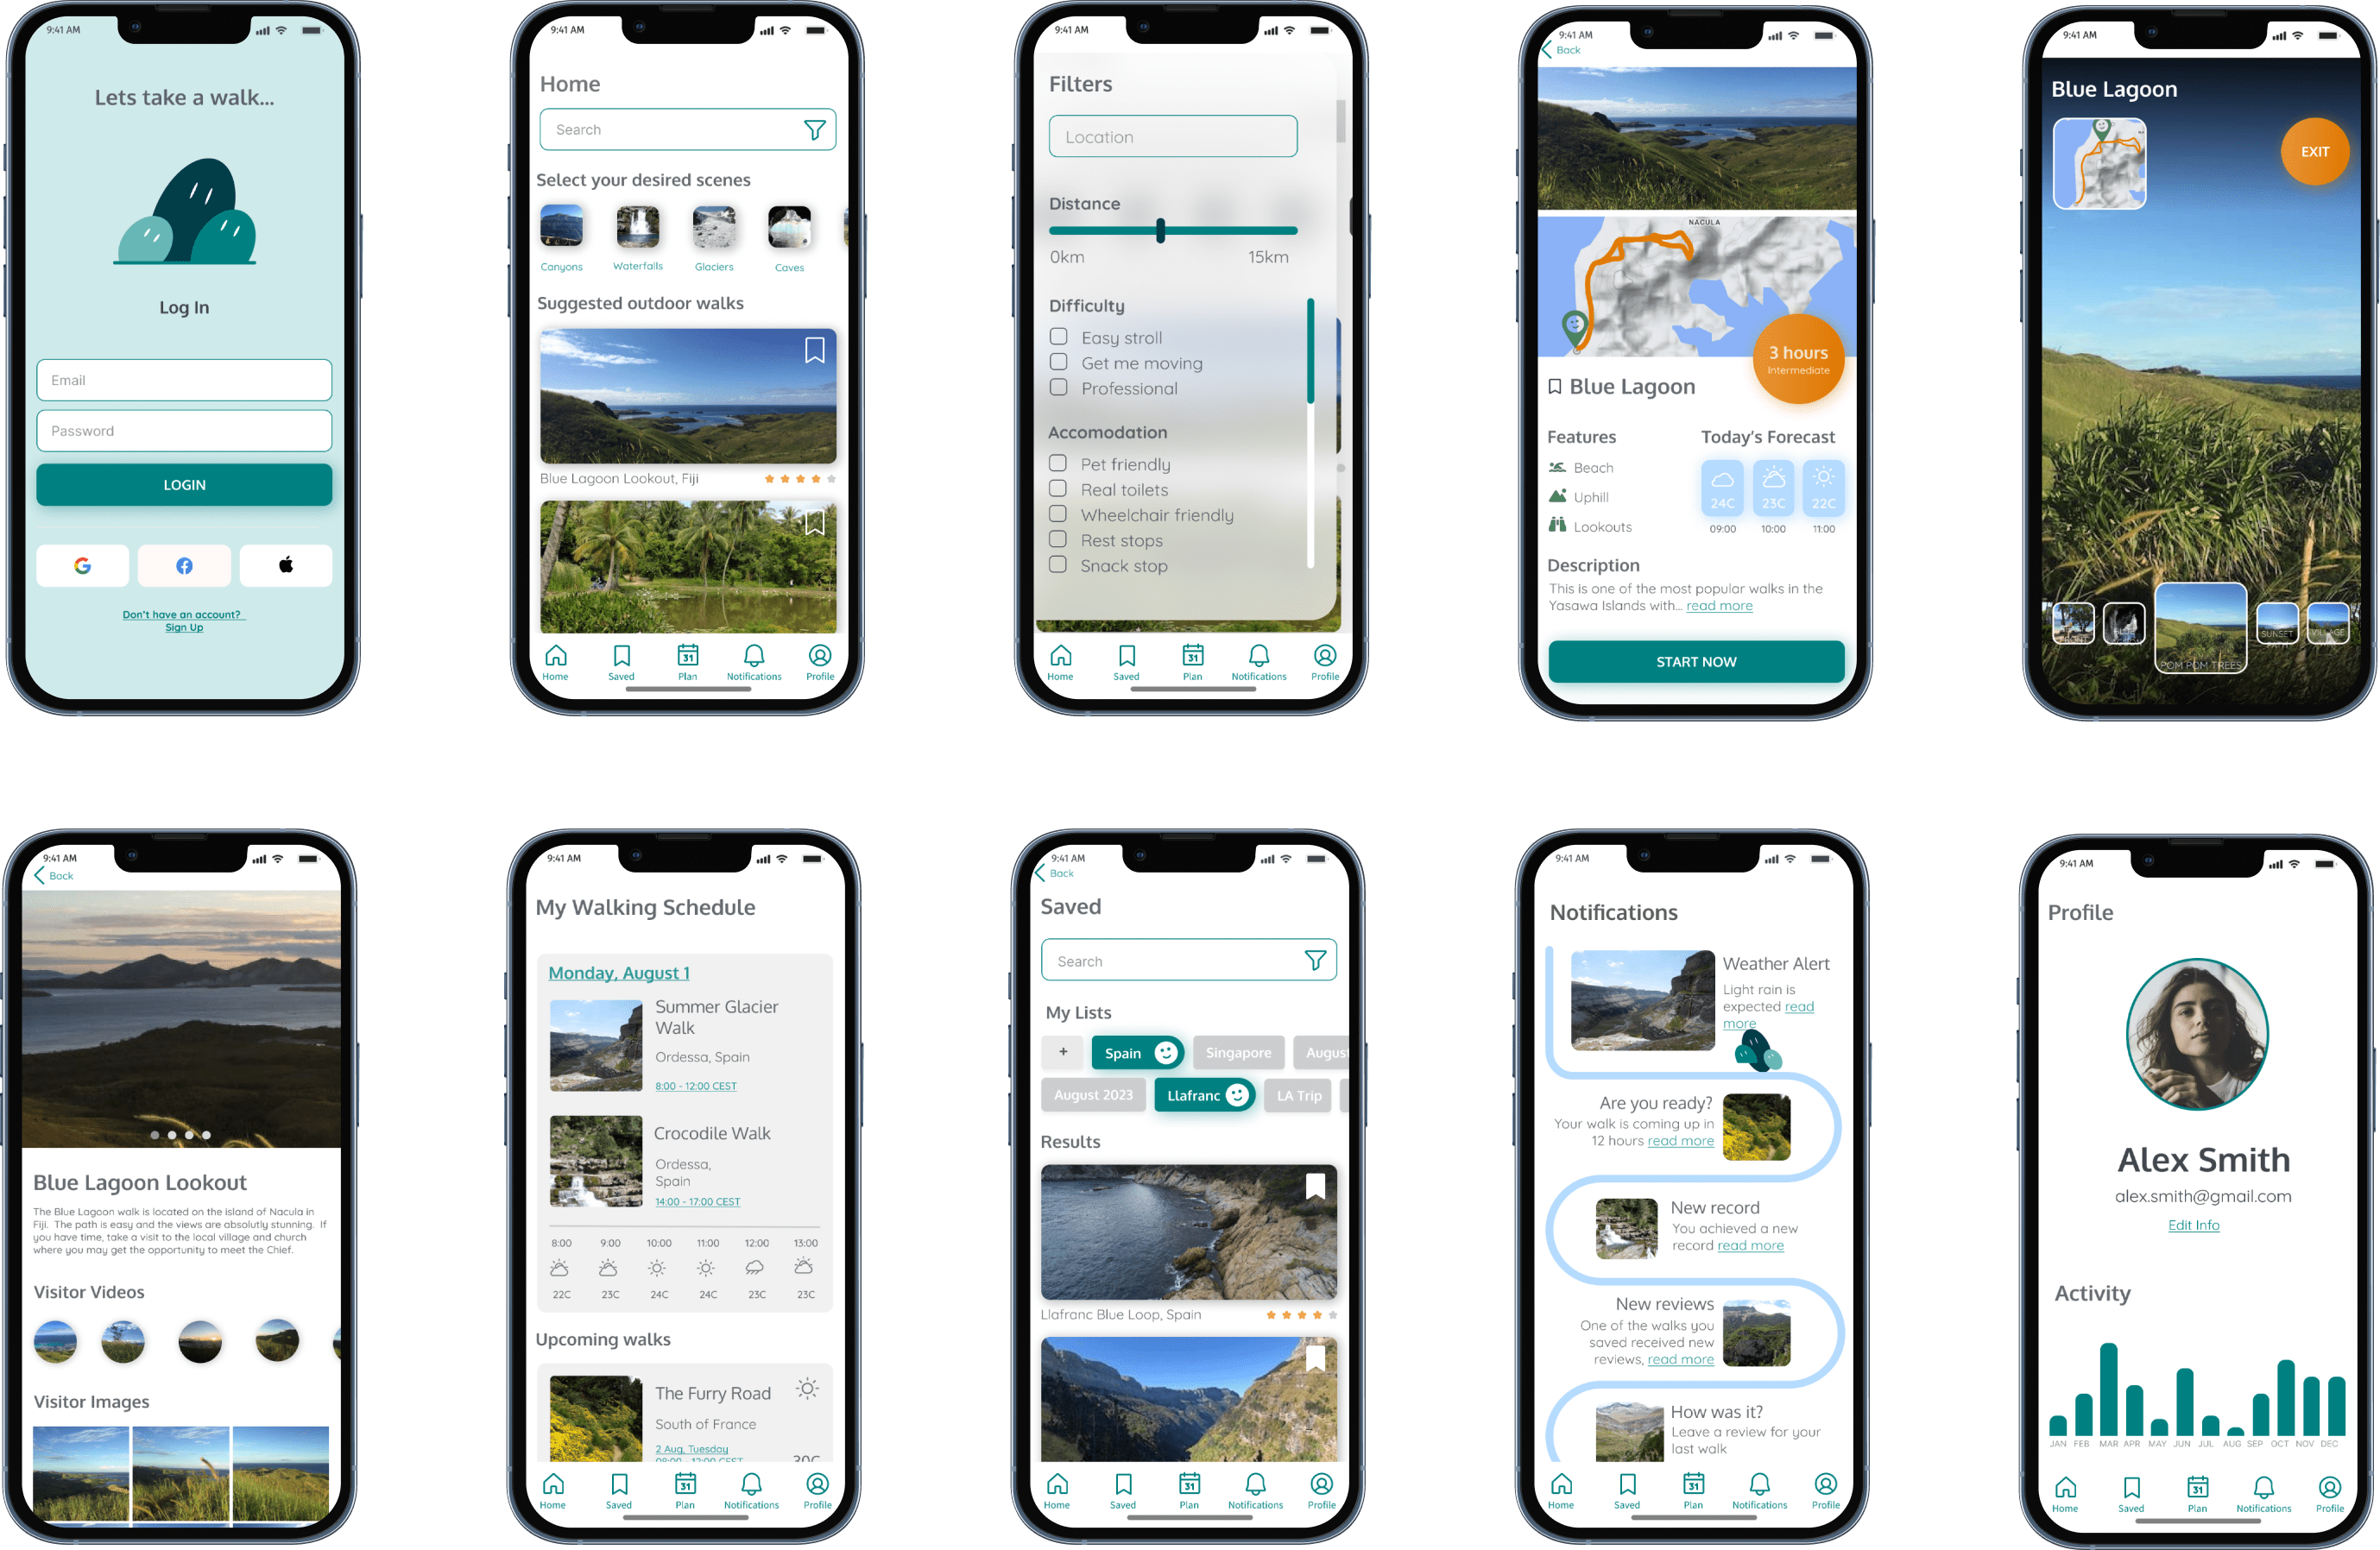 9:41 AM
Lets take a walk...
Log In
Email
Password
LOGIN
Don't have an account?
Sign Up
9:41 AM
Home
Search
Select your desired scenes
Canyons
Waterfalls
Glaciers
Caves
Suggested outdoor walks
Blue Lagoon Lookout, Fiji
Home
Saved
31
Plan
Notifications
Profile
9:41 AM
Filters
Location
Distance
0km
15km
Difficulty
Easy stroll
Get me moving
Professional
Accomodation
Pet friendly
Real toilets
Wheelchair friendly
Rest stops
Snack stop
Home
Saved
31
Plan
Notifications
Profile
9:41 AM
Back
NACULA
3 hours
Intermediate
Blue Lagoon
Features
Beach
Uphill
Lookouts
Today's Forecast
24C
23C
22C
09:00
10:00
11:00
Description
This is one of the most popular walks in the
Yasawa Islands with... read more
START NOW
9:41 AM
Blue Lagoon
EXIT
POM POM TREES
SUNSET
VILLAGE
9:41 AM
Back
Blue Lagoon Lookout
The Blue Lagoon walk is located on the island of Nacula in
Fiji. The path is easy and the views are absolutly stunning. If
you have time, take a visit to the local village and church
where you may get the opportunity to meet the Chief.
Visitor Videos
Visitor Images
9:41 AM
My Walking Schedule
Monday, August 1
Summer Glacier
Walk
Ordessa, Spain
8:00 - 12:00 CEST
Crocodile Walk
Ordessa,
Spain
14:00 - 17:00 CEST
8:00
9:00
10:00
11:00
12:00
13:00
22C
23C
24C
24C
23C
23C
Upcoming walks
The Furry Road
South of France
2 Aug, Tuesday
08:00 - 12:00 CEST
30C
Home
Saved
31
Plan
Notifications
Profile
9:41 AM
Back
Saved
Search
My Lists
+
Spain
Singapore
August
August 2023
Llafranc
LA Trip
Results
Llafranc Blue Loop, Spain
Home
Saved
31
Plan
Notifications
Profile
9:41 AM
Notifications
Weather Alert
Light rain is
expected read
more
Are you ready?
Your walk is coming up in
12 hours read more
New record
You achieved a new
record read more
New reviews
One of the walks you
saved received new
reviews, read more
How was it?
Leave a review for your
last walk
Home
Saved
31
Plan
Notifications
Profile
9:41 AM
Profile
Alex Smith
alex.smith@gmail.com
Edit Info
Activity
JAN FEB MAR APR MAY JUN JUL AUG SEP OCT NOV DEC
Home
Saved
31
Plan
Notifications
Profile